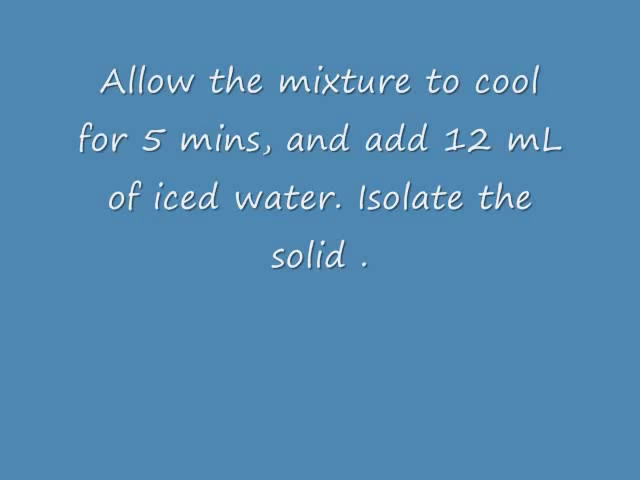 Allow the mixture to cool
for 5 mins, and add 12 mL
of iced water. Isolate the
solid .